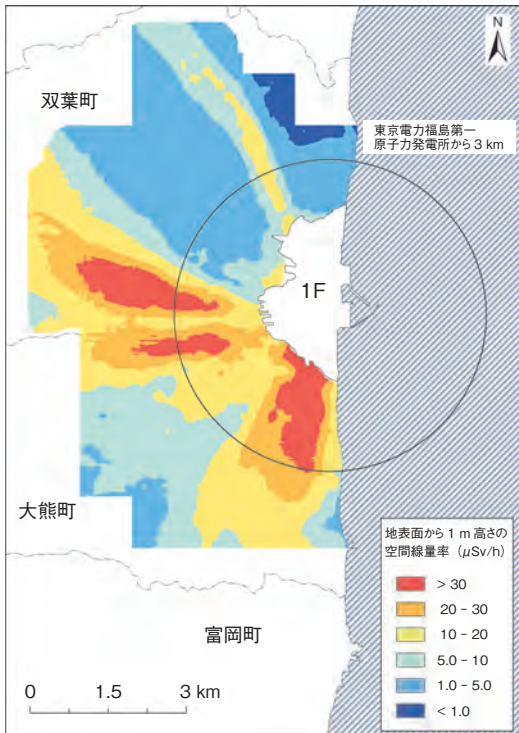 N
双葉町
東京電力福島第一
原子力発電所から3 km
1F
大熊町
富岡町
0 1.5 3 km
地表面から 1 m 高さの
空間線量率 (μSv/h)
> 30
20 - 30
10 - 20
5.0 - 10
1.0 - 5.0
< 1.0